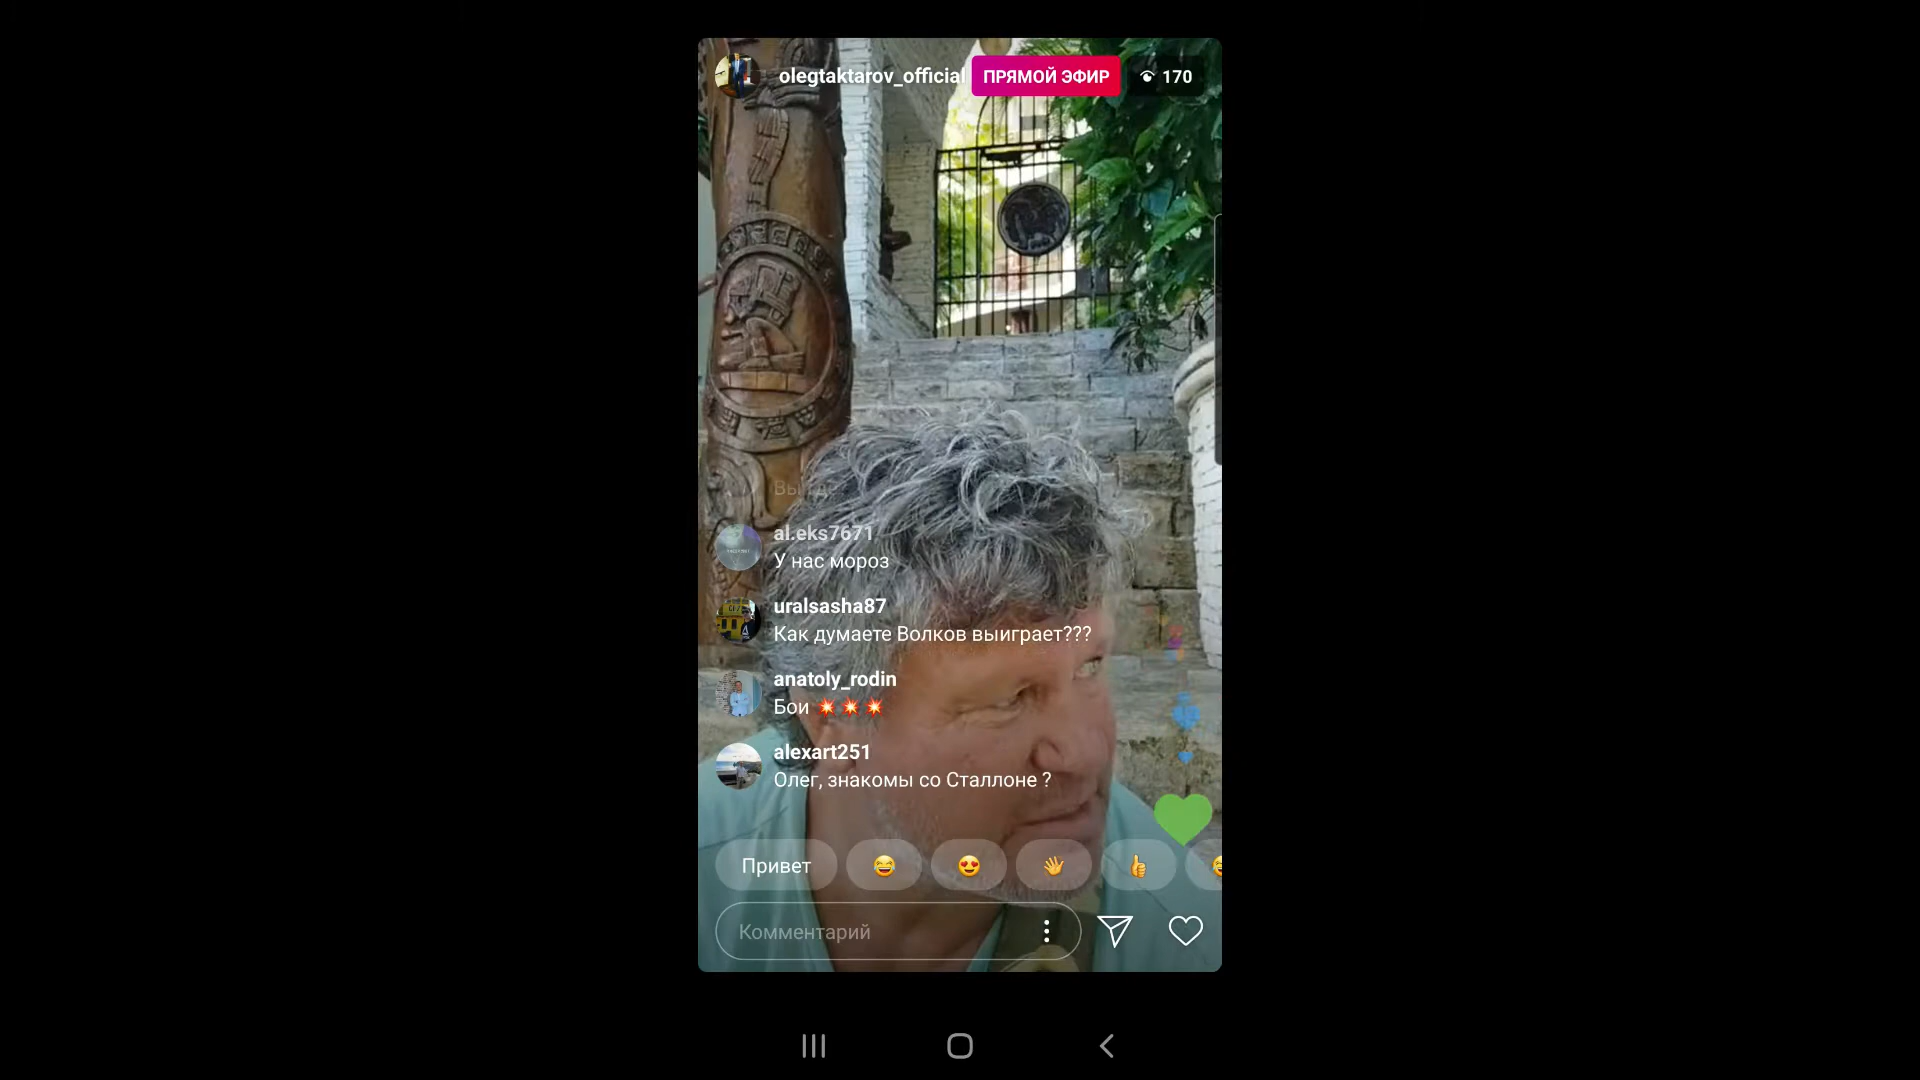 olegtaktarov_official ПРЯМОЙ ЭФИР 170
al.eks7671
У нас мороз
uralsasha87
Как думаете Волков выиграет???
anatoly_rodin
Бои 💥💥💥
alexart251
Олег, знакомы со Сталлоне ?
Привет 😂 😍 👋 👍
Комментарий